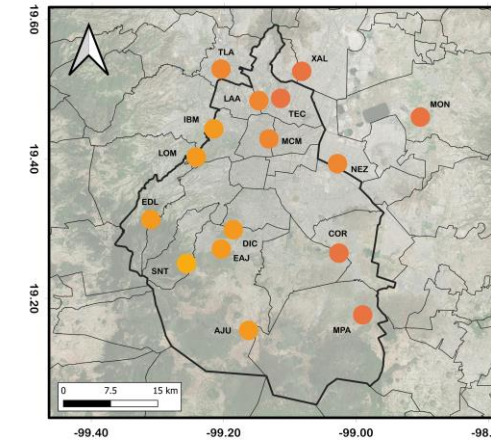 19.60
19.40
19.20
TLA
XAL
LAA
TEC
MON
IBM
MCM
LOM
NEZ
EDL
DIC
COR
EAJ
SNT
AJU
MPA
0 7.5 15 km
-99.40 -99.20 -99.00